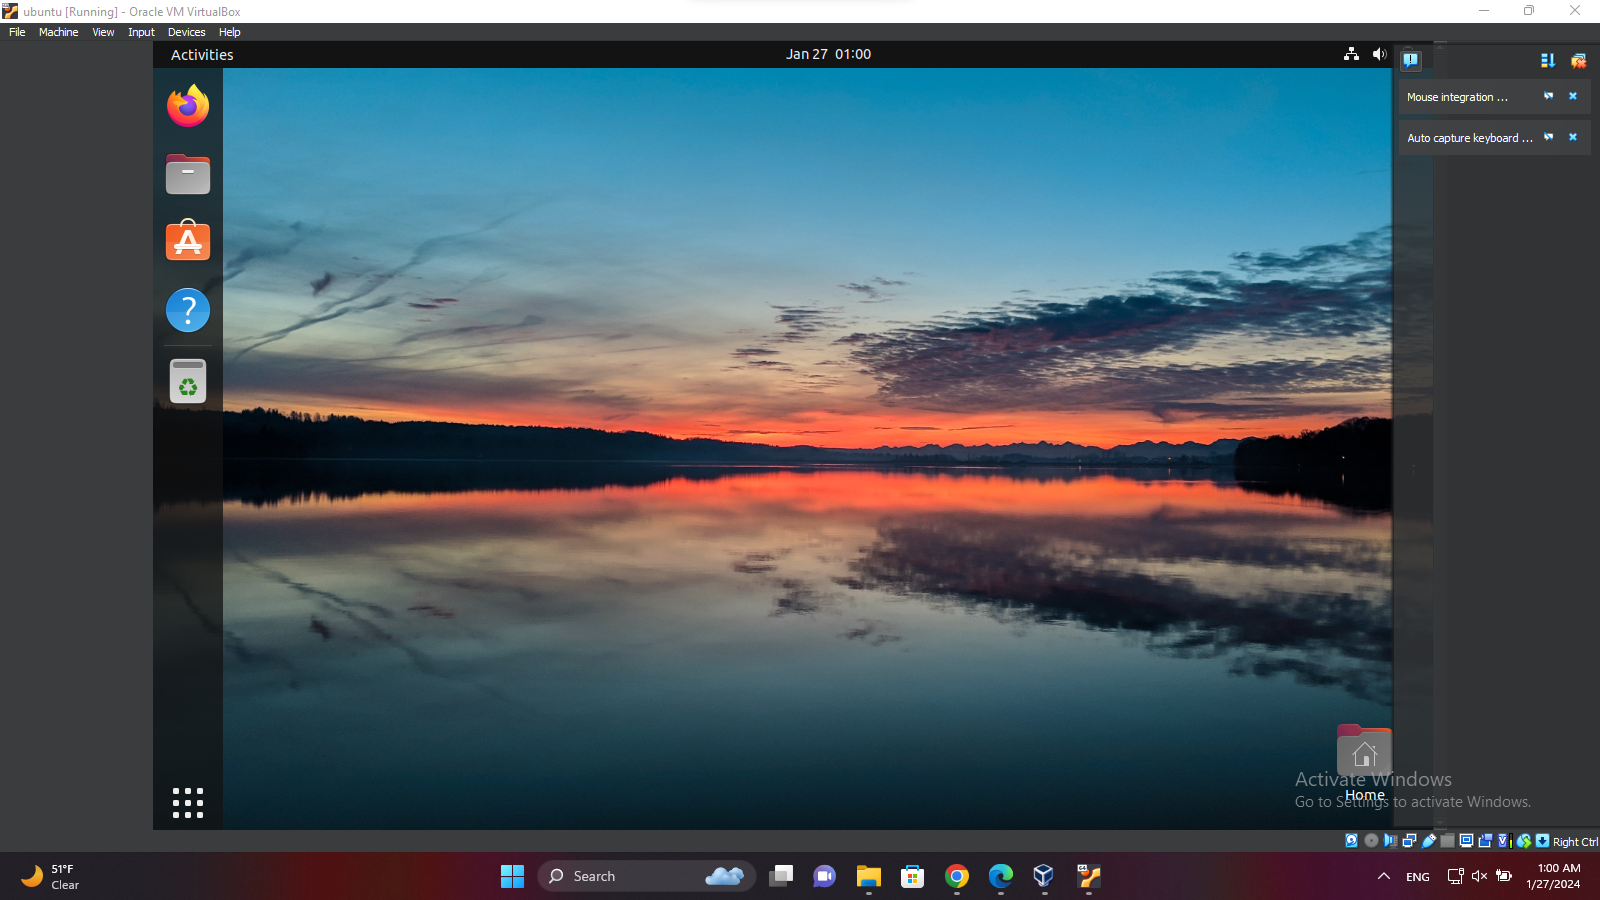 ubuntu [Running] - Oracle VM VirtualBox
File Machine View Input Devices Help
Activities
Jan 27 01:00
Mouse integration ...
Auto capture keyboard ...
Home
Activate Windows
Go to Settings to activate Windows.
Right Ctrl
51°F
Clear
Search
ENG
1:00 AM
1/27/2024